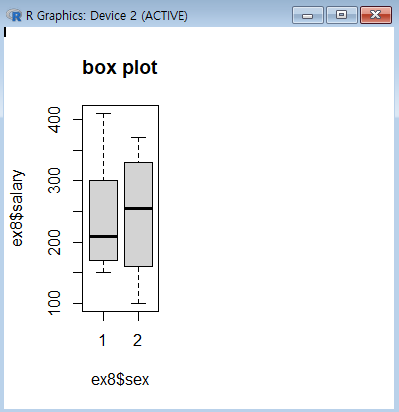 R Graphics: Device 2 (ACTIVE)
box plot
400
300
200
100
ex8$salary
1 2
ex8$sex